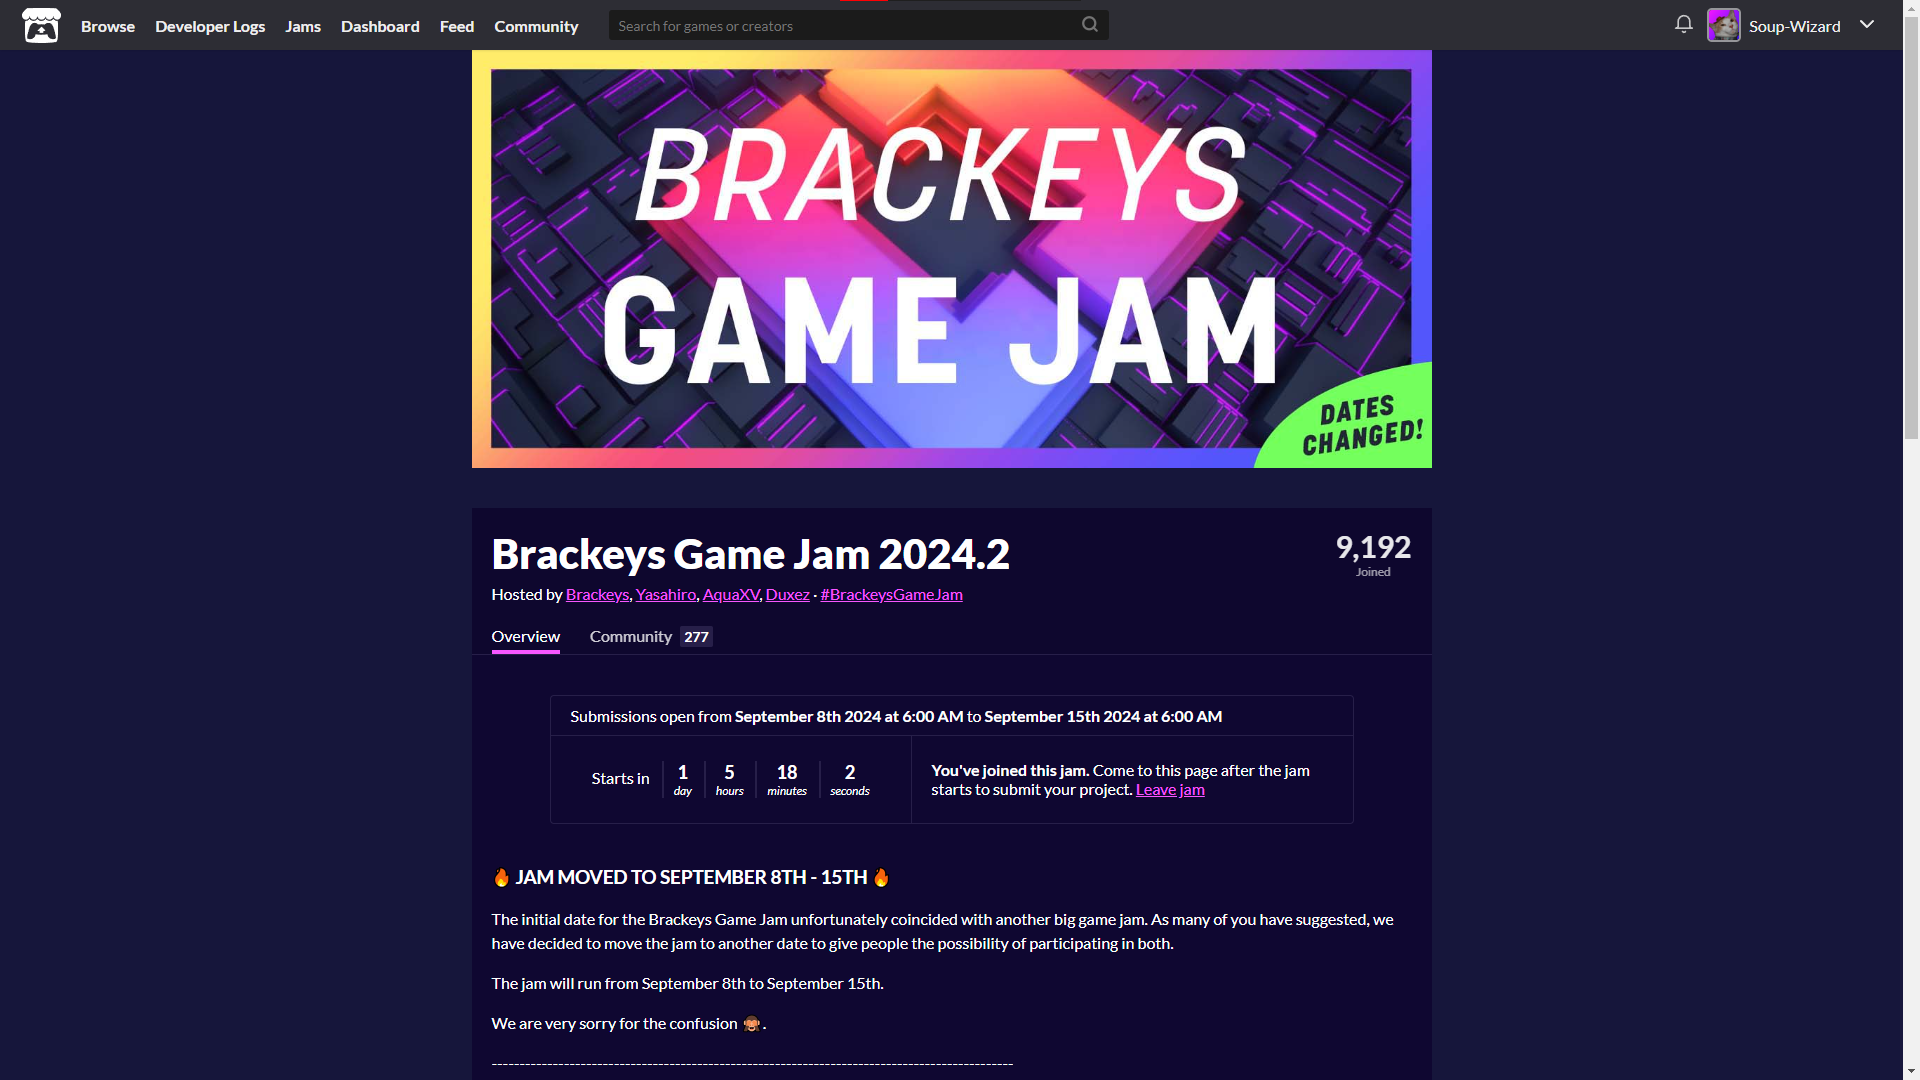 Browse Developer Logs Jams Dashboard Feed Community Search for games or creators Soup-Wizard
BRACKEYS
GAME JAM
DATES
CHANGED!
Brackeys Game Jam 2024.2
9,192
Joined
Hosted by Brackeys, Yasahiro, AquaXV, Duxez · #BrackeysGameJam
Overview Community 277
Submissions open from September 8th 2024 at 6:00 AM to September 15th 2024 at 6:00 AM
Starts in 1 day 5 hours 18 minutes 2 seconds
You've joined this jam. Come to this page after the jam
starts to submit your project. Leave jam
🔥 JAM MOVED TO SEPTEMBER 8TH - 15TH 🔥
The initial date for the Brackeys Game Jam unfortunately coincided with another big game jam. As many of you have suggested, we
have decided to move the jam to another date to give people the possibility of participating in both.
The jam will run from September 8th to September 15th.
We are very sorry for the confusion 🙈.
----------------------------------------------------------------------------------------------